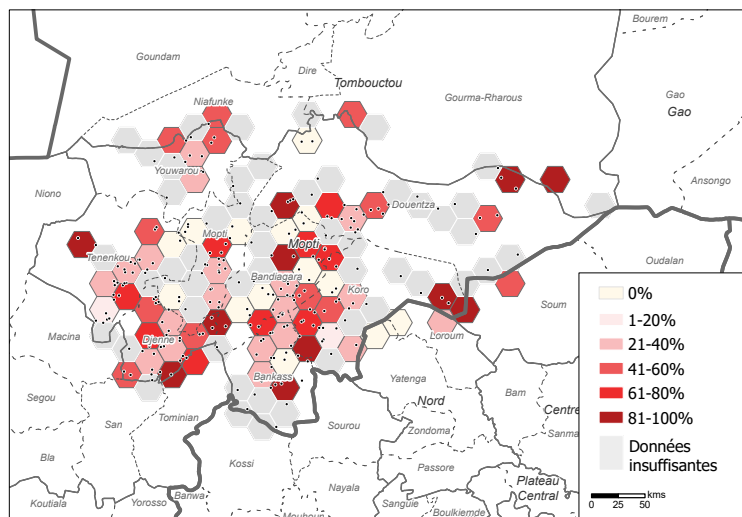 Bourem
Goundam
Dire
Tombouctou
Gourma-Rharous
Gao
Gao
Niafunke
Youwarou
Niono
Ansongo
Douentza
Mopti
Mopti
Tenenkou
Bandiagara
Koro
Oudalan
Soum
Macina
Djenne
Loroum
Bankass
Yatenga
Bam
Segou
San
Tominian
Nord
Centre
Sourou
Zondoma
Sanma
Bla
Kossi
Passore
Plateau
Central
Nayala
Koutiala
Yorosso
Banwa
Sanguie
Boulkiemde
Mouhoun
0%
1-20%
21-40%
41-60%
61-80%
81-100%
Données
insuffisantes
kms
0
25
50